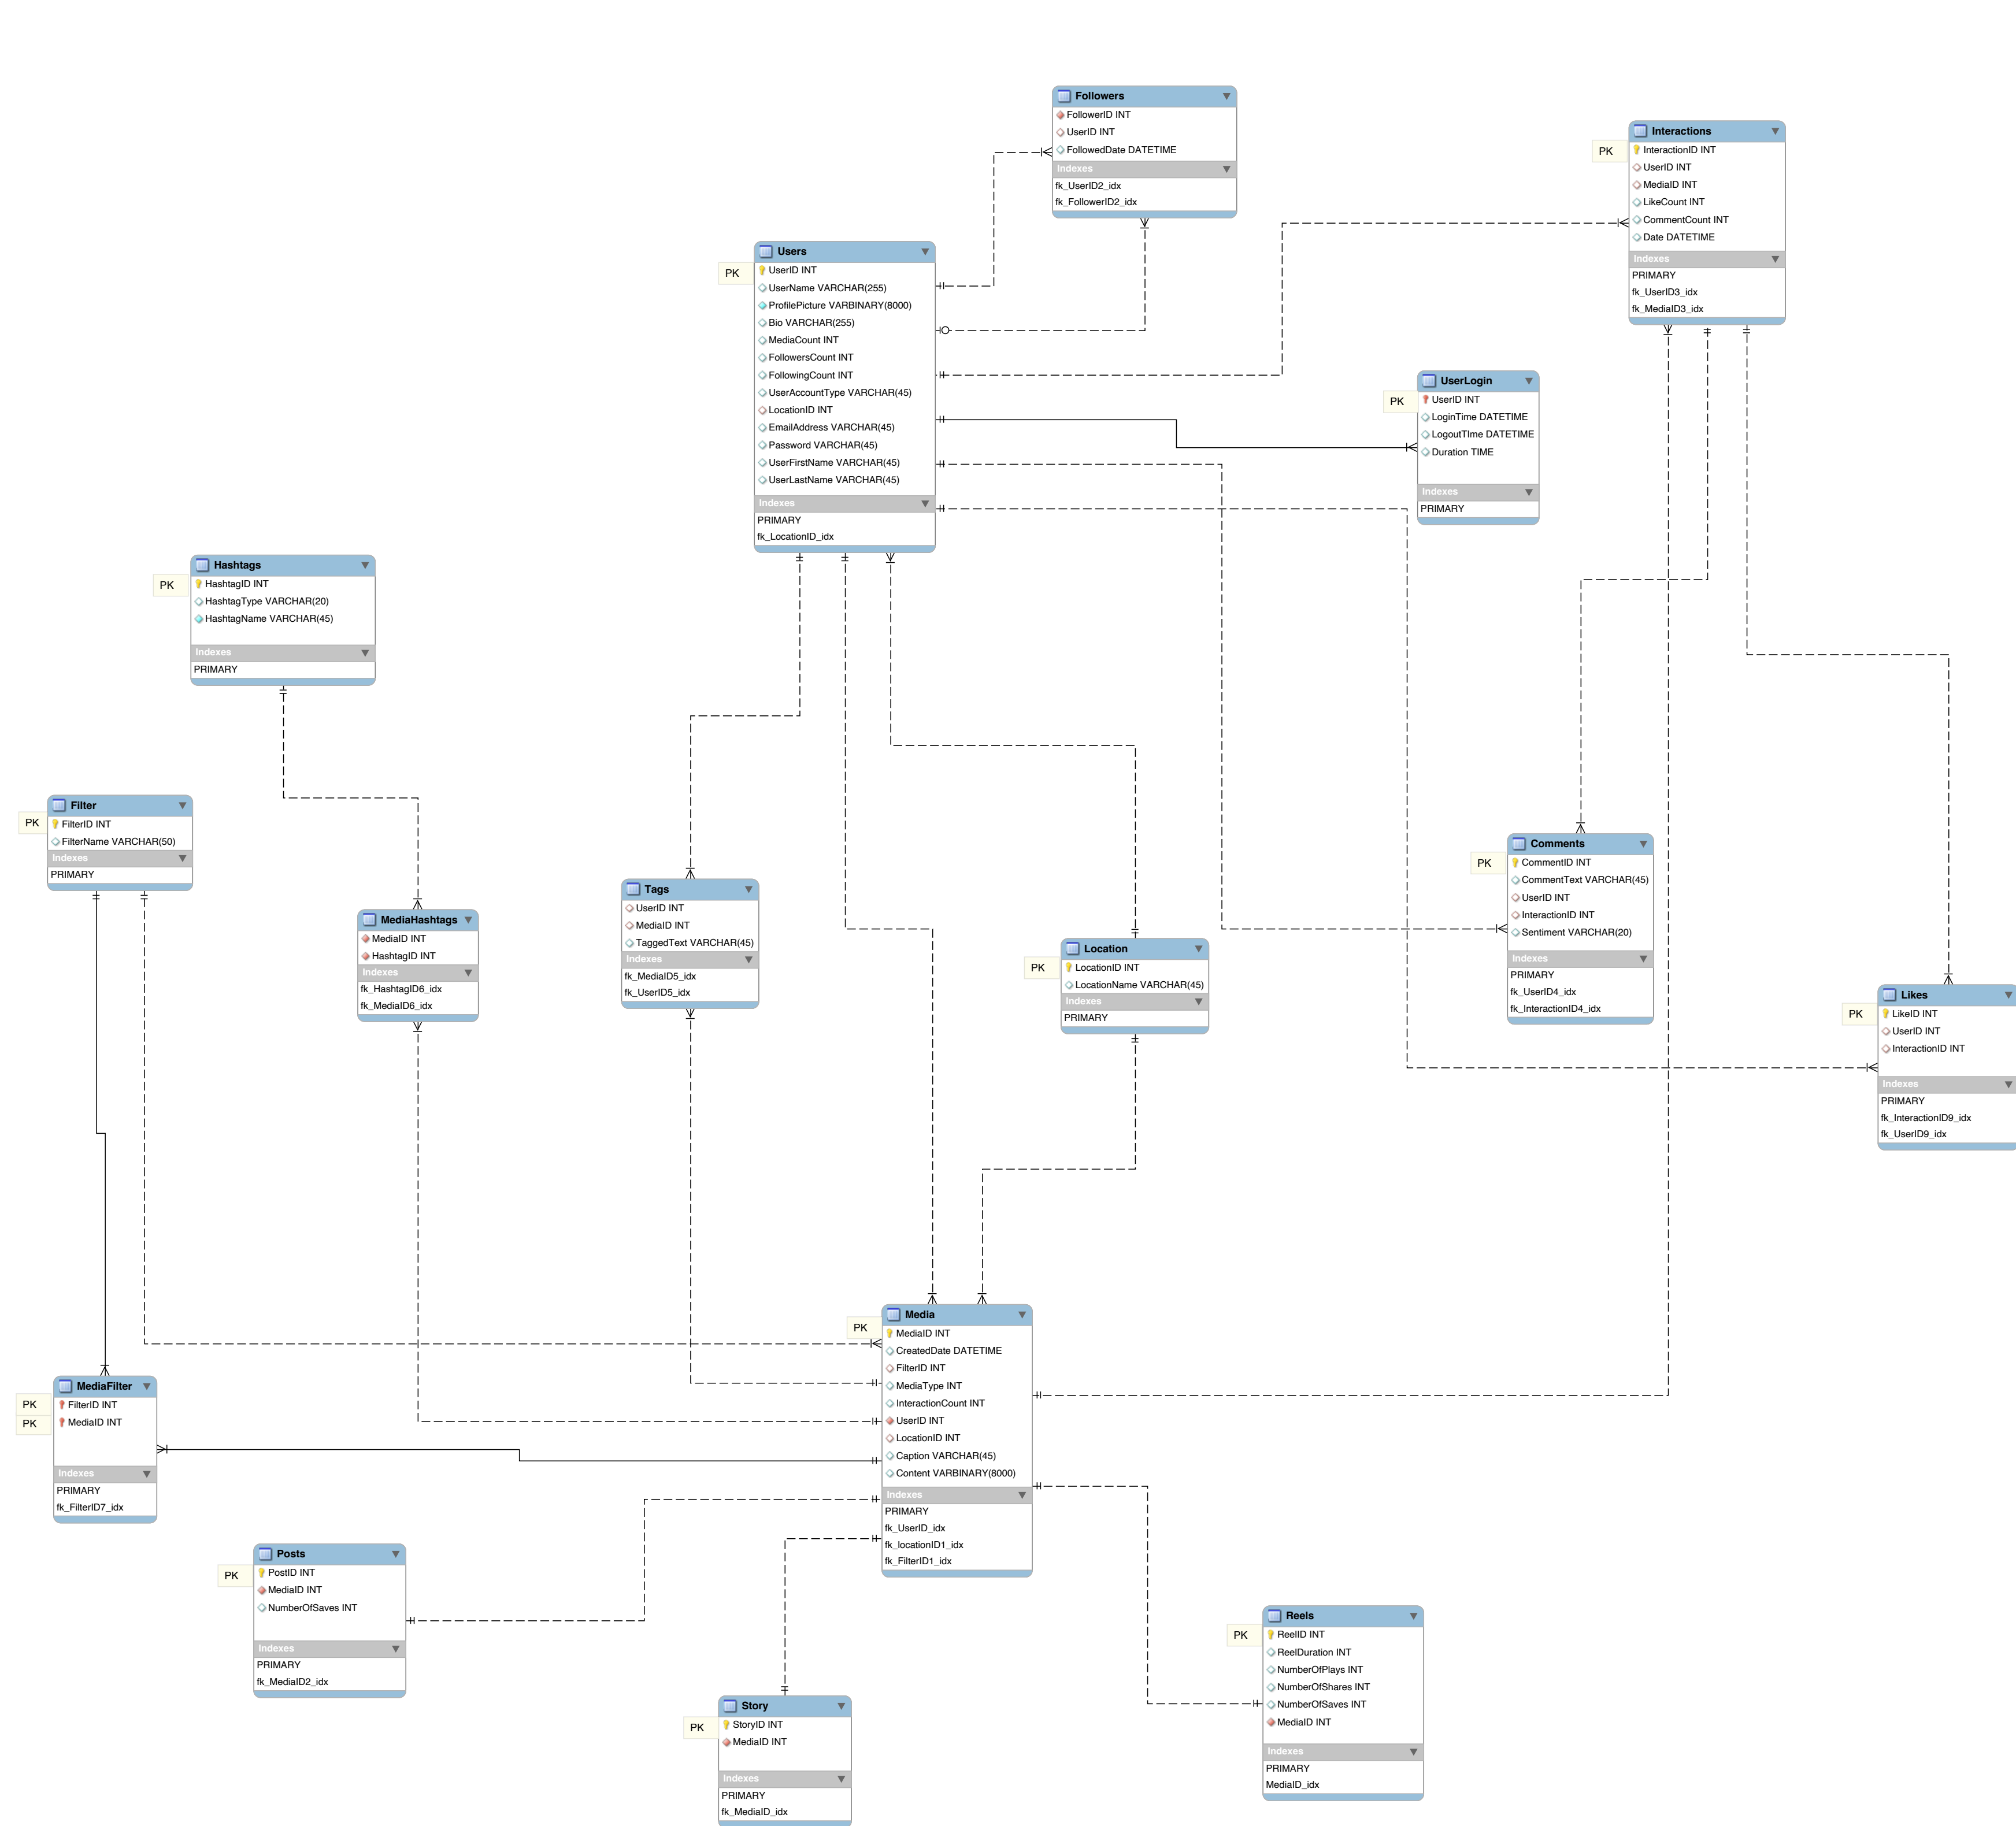 Followers
FollowerID INT
UserID INT
FollowedDate DATETIME
Indexes
fk_UserID2_idx
fk_FollowerID2_idx
PK
Interactions
InteractionID INT
UserID INT
MediaID INT
LikeCount INT
CommentCount INT
Date DATETIME
Indexes
PRIMARY
fk_UserID3_idx
fk_MediaID3_idx
PK
Users
UserID INT
UserName VARCHAR(255)
ProfilePicture VARBINARY(8000)
Bio VARCHAR(255)
MediaCount INT
FollowersCount INT
FollowingCount INT
UserAccountType VARCHAR(45)
LocationID INT
EmailAddress VARCHAR(45)
Password VARCHAR(45)
UserFirstName VARCHAR(45)
UserLastName VARCHAR(45)
Indexes
PRIMARY
fk_LocationID_idx
PK
UserLogin
UserID INT
LoginTime DATETIME
LogoutTIme DATETIME
Duration TIME
Indexes
PRIMARY
PK
Hashtags
HashtagID INT
HashtagType VARCHAR(20)
HashtagName VARCHAR(45)
Indexes
PRIMARY
PK
Filter
FilterID INT
FilterName VARCHAR(50)
Indexes
PRIMARY
MediaHashtags
MediaID INT
HashtagID INT
Indexes
fk_HashtagID6_idx
fk_MediaID6_idx
Tags
UserID INT
MediaID INT
TaggedText VARCHAR(45)
Indexes
fk_MediaID5_idx
fk_UserID5_idx
PK
Location
LocationID INT
LocationName VARCHAR(45)
Indexes
PRIMARY
PK
Comments
CommentID INT
CommentText VARCHAR(45)
UserID INT
InteractionID INT
Sentiment VARCHAR(20)
Indexes
PRIMARY
fk_UserID4_idx
fk_InteractionID4_idx
PK
Likes
LikeID INT
UserID INT
InteractionID INT
Indexes
PRIMARY
fk_InteractionID9_idx
fk_UserID9_idx
PK
Media
MediaID INT
CreatedDate DATETIME
FilterID INT
MediaType INT
InteractionCount INT
UserID INT
LocationID INT
Caption VARCHAR(45)
Content VARBINARY(8000)
Indexes
PRIMARY
fk_UserID_idx
fk_locationID1_idx
fk_FilterID1_idx
PK
PK
MediaFilter
FilterID INT
MediaID INT
Indexes
PRIMARY
fk_FilterID7_idx
PK
Posts
PostID INT
MediaID INT
NumberOfSaves INT
Indexes
PRIMARY
fk_MediaID2_idx
PK
Story
StoryID INT
MediaID INT
Indexes
PRIMARY
fk_MediaID_idx
PK
Reels
ReelID INT
ReelDuration INT
NumberOfPlays INT
NumberOfShares INT
NumberOfSaves INT
MediaID INT
Indexes
PRIMARY
MediaID_idx